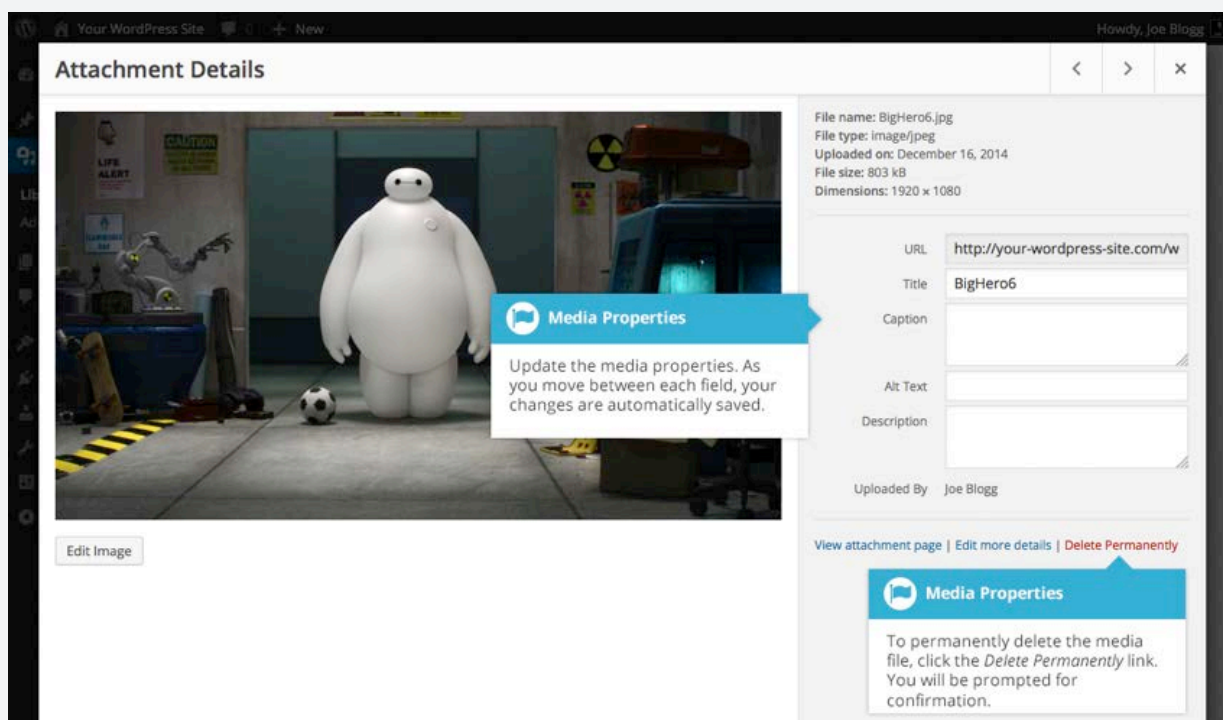 Your WordPress Site 0 + New
Howdy, Joe Blogg
Attachment Details
File name: BigHero6.jpg
File type: image/jpeg
Uploaded on: December 16, 2014
File size: 803 kB
Dimensions: 1920 × 1080
LIFE
ALERT
CAUTION
URL http://your-wordpress-site.com/w
Title BigHero6
Caption
Alt Text
Description
Uploaded By Joe Blogg
Media Properties
Update the media properties. As
you move between each field, your
changes are automatically saved.
Edit Image
View attachment page | Edit more details | Delete Permanently
Media Properties
To permanently delete the media
file, click the Delete Permanently link.
You will be prompted for
confirmation.